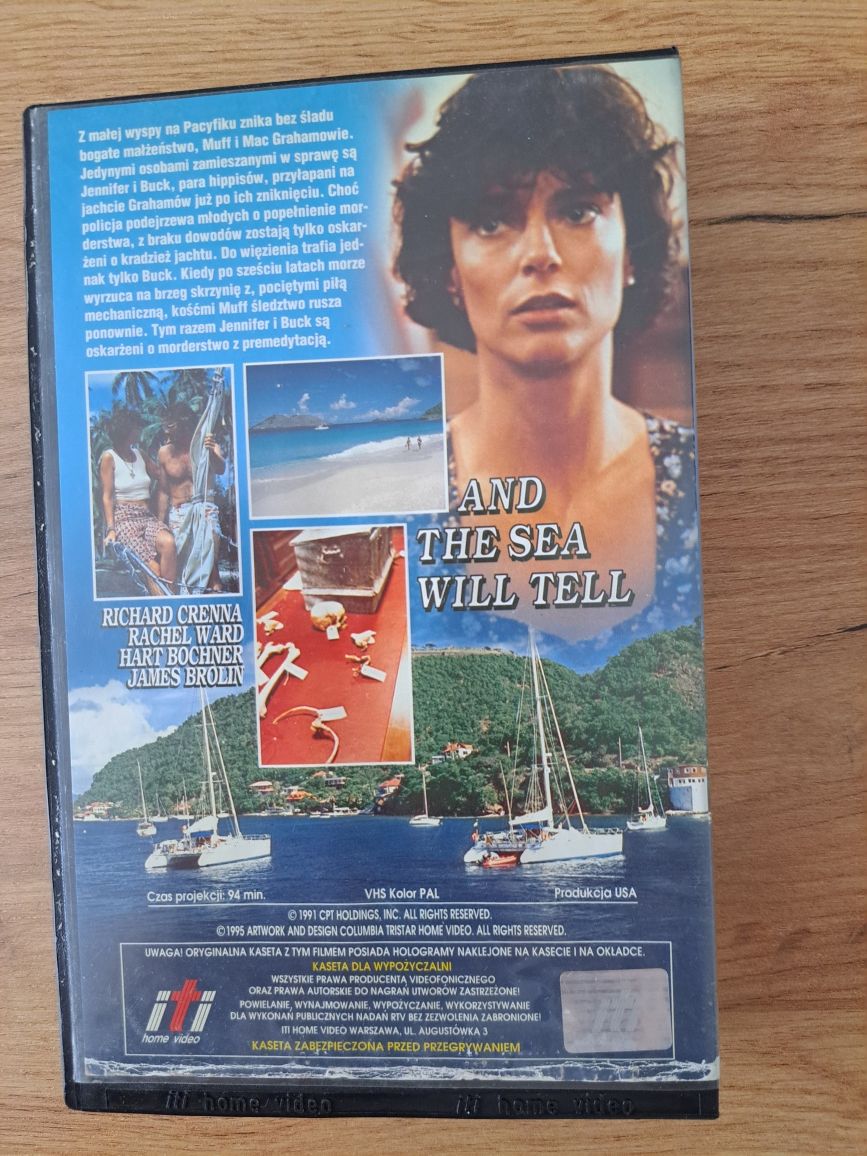 Z małej wyspy na Pacyfiku znika bez śladu
bogate małżeństwo, Muff i Mac Grahamowie.
Jedynymi osobami zamieszanymi w sprawę są
Jennifer i Buck, para hippisów, przyłapani na
jachcie Grahamów już po ich zniknięciu. Choć
policja podejrzewa młodych o popełnienie mor-
derstwa, z braku dowodów zostają tylko oskar-
żeni o kradzież jachtu. Do więzienia trafia jed-
nak tylko Buck. Kiedy po sześciu latach morze
wyrzuca na brzeg skrzynię z, pociętymi piłą
mechaniczną, kośćmi Muff śledztwo rusza
ponownie. Tym razem Jennifer i Buck są
oskarżeni o morderstwo z premedytacją.
AND
THE SEA
WILL TELL
RICHARD CRENNA
RACHEL WARD
HART BOCHNER
JAMES BROLIN
Czas projekcji: 94 min. VHS Kolor PAL Produkcja USA
© 1991 CPT HOLDINGS, INC. ALL RIGHTS RESERVED.
©1995 ARTWORK AND DESIGN COLUMBIA TRISTAR HOME VIDEO. ALL RIGHTS RESERVED.
UWAGA! ORYGINALNA KASETA Z TYM FILMEM POSIADA HOLOGRAMY NAKLEJONE NA KASECIE I NA OKŁADCE.
KASETA DLA WYPOŻYCZALNI
WSZYSTKIE PRAWA PRODUCENTA VIDEOFONICZNEGO
ORAZ PRAWA AUTORSKIE DO NAGRAŃ UTWORÓW ZASTRZEŻONE!
POWIELANIE, WYNAJMOWANIE, WYPOŻYCZANIE, WYKORZYSTYWANIE
DLA WYKONAŃ PUBLICZNYCH NADAŃ RTV BEZ ZEZWOLENIA ZABRONIONE!
ITI HOME VIDEO WARSZAWA, UL. AUGUSTÓWKA 3
KASETA ZABEZPIECZONA PRZED PRZEGRYWANIEM
iti
home video
iti
iti home video iti home video